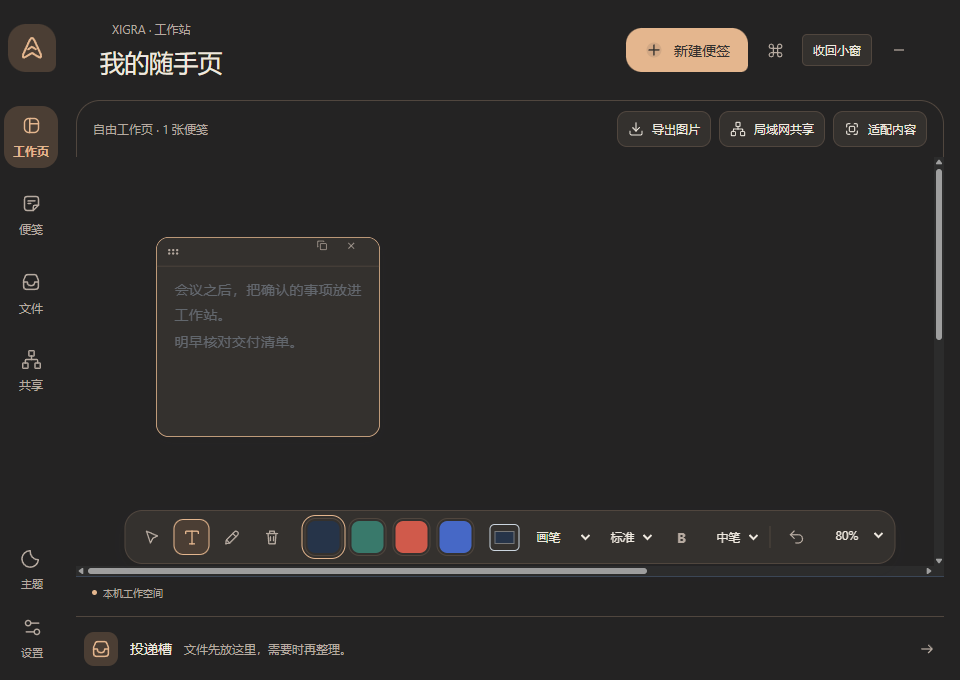 XIGRA · 工作站
我的随手页
新建便签
收回小窗
工作页
自由工作页 · 1 张便笺
导出图片
局域网共享
适配内容
便笺
文件
共享
会议之后，把确认的事项放进
工作站。
明早核对交付清单。
画笔
标准
B
中笔
80%
主题
设置
本机工作空间
投递槽
文件先放这里，需要时再整理。